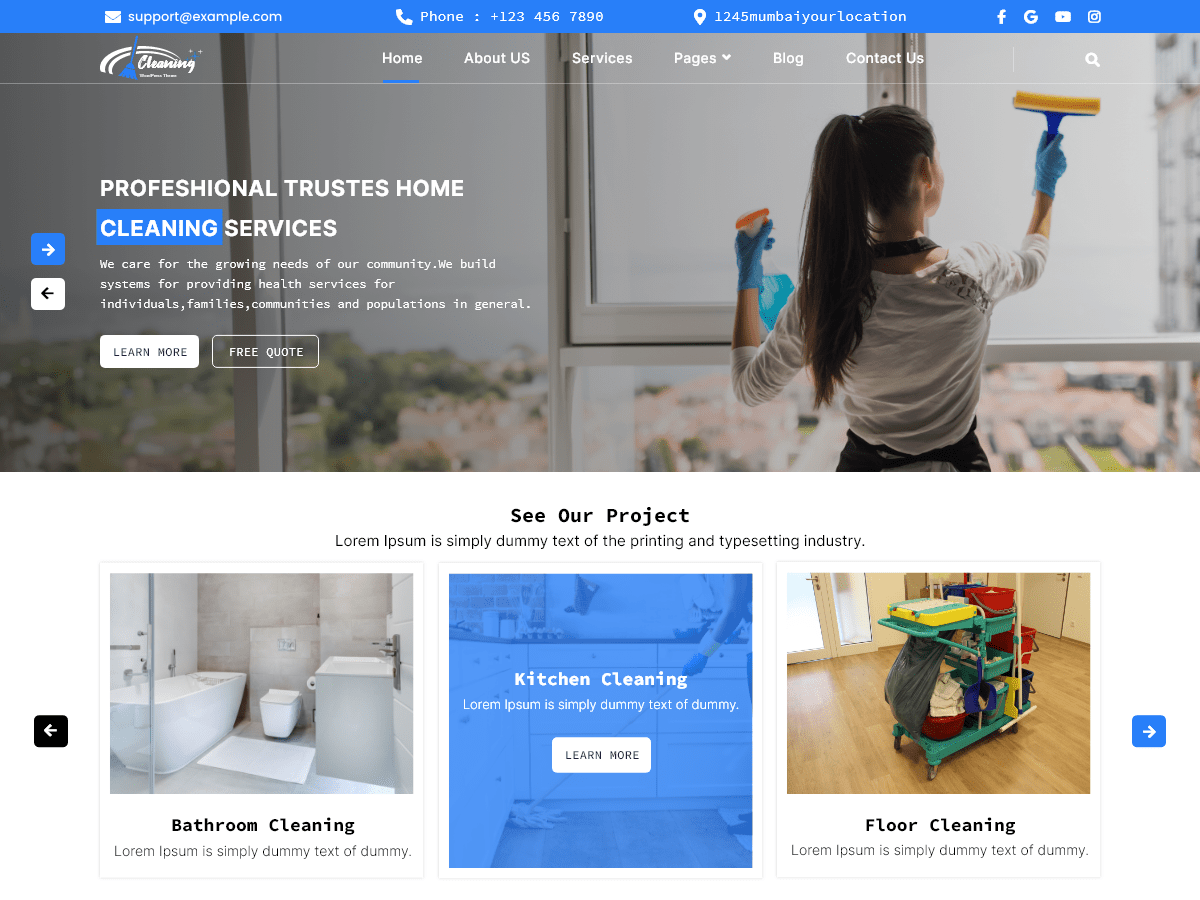 support@example.com
Phone : +123 456 7890
1245mumbaiyourlocation
Cleaning
WordPress Theme
Home
About US
Services
Pages
Blog
Contact Us
PROFESHIONAL TRUSTES HOME
CLEANING SERVICES
We care for the growing needs of our community.We build
systems for providing health services for
individuals,families,communities and populations in general.
LEARN MORE
FREE QUOTE
See Our Project
Lorem Ipsum is simply dummy text of the printing and typesetting industry.
Bathroom Cleaning
Lorem Ipsum is simply dummy text of dummy.
Kitchen Cleaning
Lorem Ipsum is simply dummy text of dummy.
LEARN MORE
Floor Cleaning
Lorem Ipsum is simply dummy text of dummy.